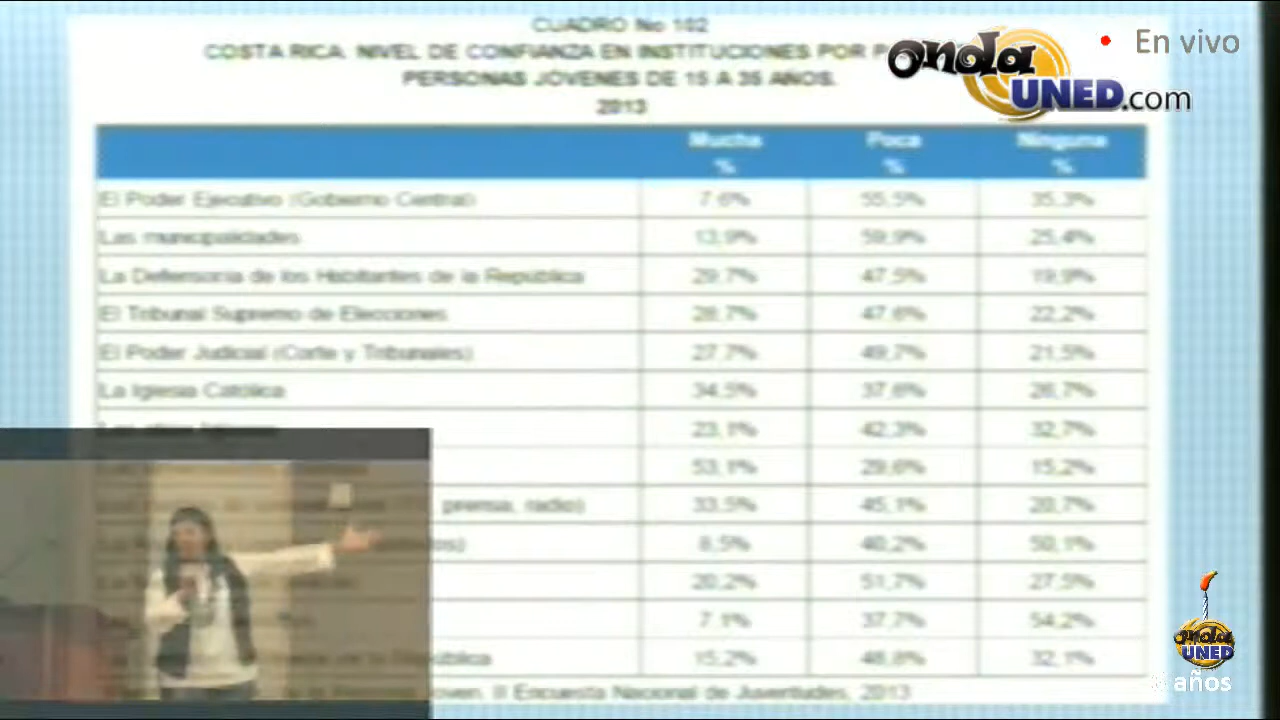 CUADRO No 102
COSTA RICA: NIVEL DE CONFIANZA EN INSTITUCIONES POR
PERSONAS JÓVENES DE 15 A 35 AÑOS.
2013
onda
UNED.com
• En vivo
Mucha % Poca % Ninguna %
El Poder Ejecutivo (Gobierno Central) 7,6% 55,5% 35,3%
Las municipalidades 13,9% 59,9% 25,4%
La Defensoría de los Habitantes de la República 29,7% 47,5% 19,9%
El Tribunal Supremo de Elecciones 28,7% 47,6% 22,2%
El Poder Judicial (Corte y Tribunales) 27,7% 49,7% 21,5%
La Iglesia Católica 34,5% 37,6% 26,7%
23,1% 42,3% 32,7%
53,1% 29,6% 15,2%
prensa, radio) 33,5% 45,1% 20,7%
8,5% 40,2% 50,1%
20,2% 51,7% 27,5%
7,1% 37,7% 54,2%
15,2% 48,8% 32,1%
Encuesta Nacional de Juventudes, 2013
onda
UNED
años